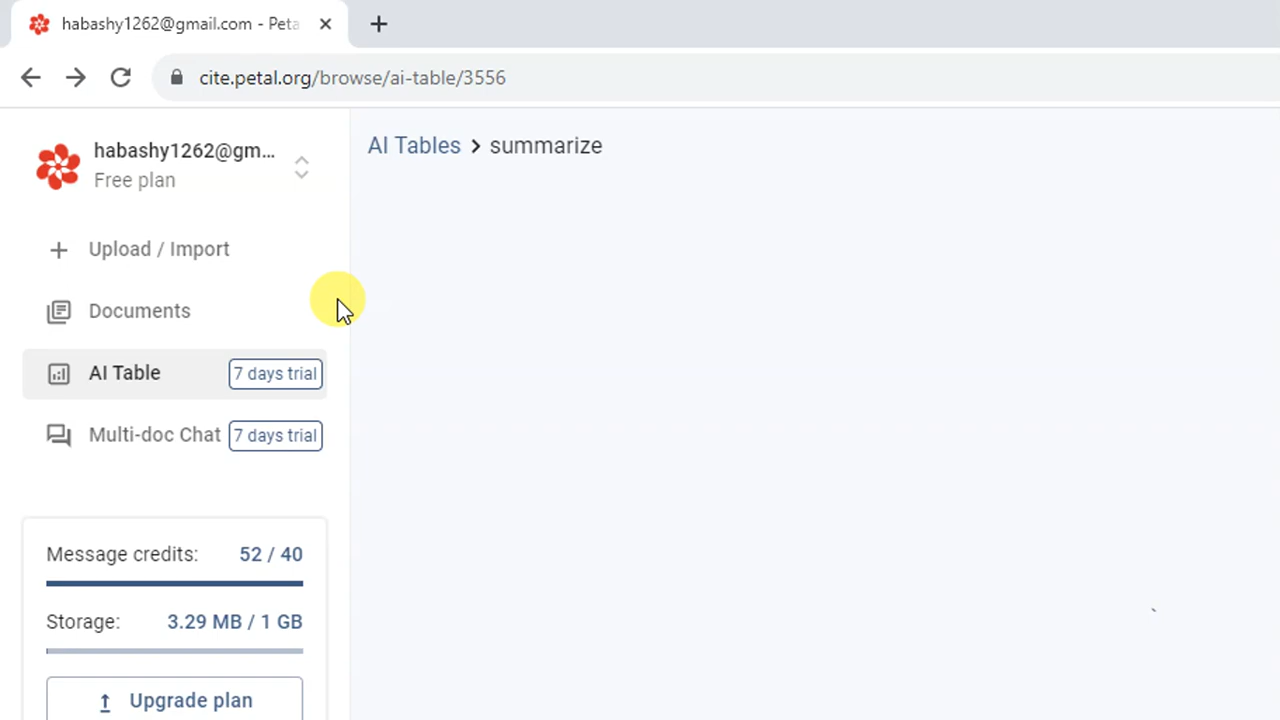 habashy1262@gmail.com - Peta
cite.petal.org/browse/ai-table/3556
habashy1262@gm...
Free plan
AI Tables > summarize
Upload / Import
Documents
AI Table 7 days trial
Multi-doc Chat 7 days trial
Message credits: 52 / 40
Storage: 3.29 MB / 1 GB
Upgrade plan